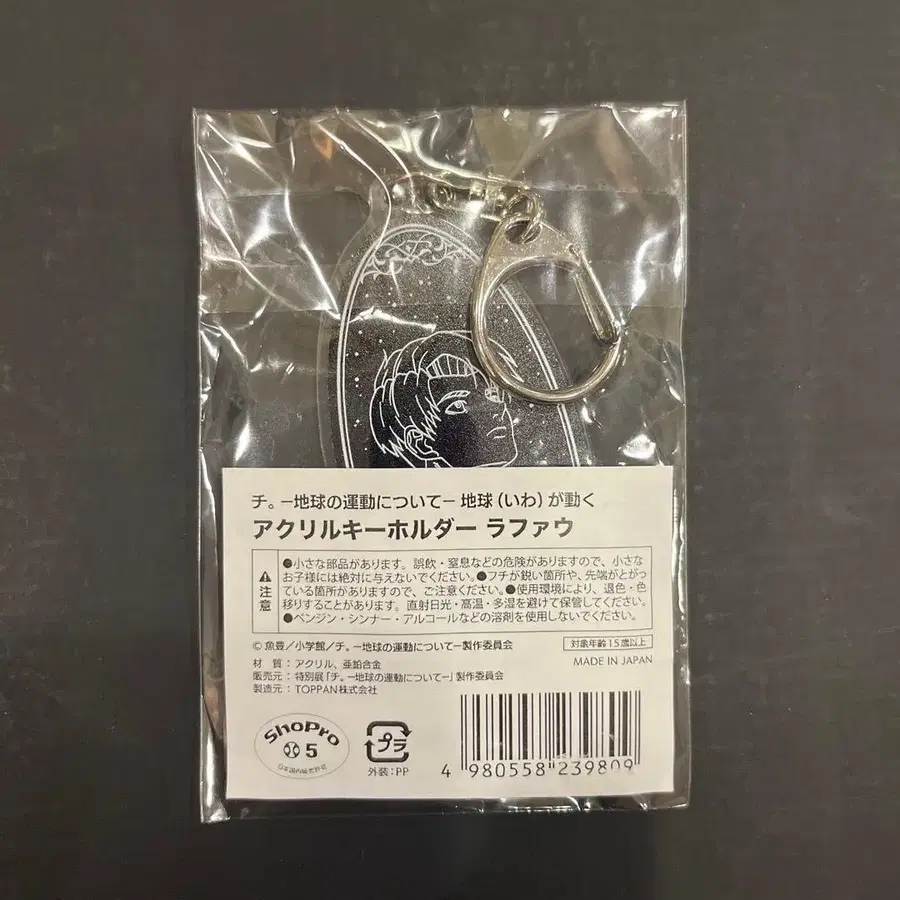 チ。ー地球の運動についてー 地球（いわ）が動く
アクリルキーホルダー ラファウ
注意
●小さな部品があります。誤飲・窒息などの危険がありますので、小さな
お子様には絶対に与えないでください。●フチが鋭い箇所や、先端がとがっ
ている箇所がありますので、ご注意ください。●使用環境により、退色・色
移りすることがあります。直射日光・高温・多湿を避けて保管してください。
●ベンジン・シンナー・アルコールなどの溶剤を使用しないでください。
© 魚豊／小学館／チ。ー地球の運動についてー製作委員会
対象年齢15歳以上
材 質：アクリル、亜鉛合金
MADE IN JAPAN
販売元：特別展「チ。ー地球の運動についてー」製作委員会
製造元：TOPPAN株式会社
ShoPro
5
プラ
外装：PP
4 980558 239809